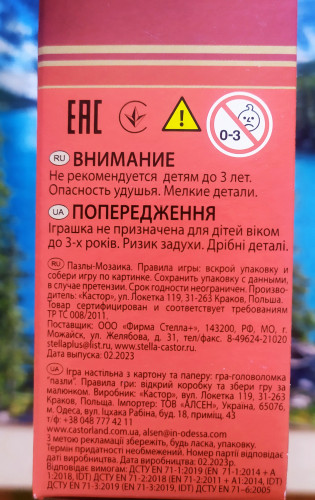 EAC
0-3
RU ВНИМАНИЕ
Не рекомендуется детям до 3 лет.
Опасность удушья. Мелкие детали.
UA ПОПЕРЕДЖЕННЯ
Іграшка не призначена для дітей віком
до 3-х років. Ризик задухи. Дрібні деталі.
RU Пазлы-Мозаика. Правила игры: вскрой упаковку и
собери игру по картинке. Сохранить упаковку с данными,
в случае претензии. Срок годности неограничен. Производитель:
«Кастор», ул. Локетка 119, 31-263 Краков, Польша.
Товар сертифицирован и соответствует требованиям
ТР ТС 008/2011.
Поставщик: ООО «Фирма Стелла+», 143200, РФ, МО, г.
Можайск, ул. Желябова, д. 31, тел/факс: 8-49624-21020
stellaplus@list.ru, www.stella-castor.ru.
Дата выпуска: 02.2023
UA Гра настільна з картону та паперу: гра-головоломка
"пазли". Правила гри: відкрий коробку та збери гру за
малюнком. Виробник: «Кастор», вул. Локетка 119, 31-263
Краков, Польща. Імпортер: ТОВ «АЛСЕН», Україна, 65076,
м. Одеса, вул. Іцхака Рабіна, буд. 18, приміщ. 43
т/ф: +38 048 777 42 11
www.castorland.com.ua, alsen@in-odessa.com
З метою рекламації збережіть, будь ласка, упаковку.
Термін придатності необмежений. Номер партії відповідає
даті виробництва. Дата виробництва: 02.2023р.
Відповідає вимогам: ДСТУ EN 71-1:2019 (EN 71-1:2014 + A
1:2018, IDT) ДСТУ EN 71-2:2018 (EN 71-2:2011 + A 1:2014,
IDT) ДСТУ EN 71-3:2019 (EN 71-3:2019, IDT) ДСТУ EN 71-6:2005